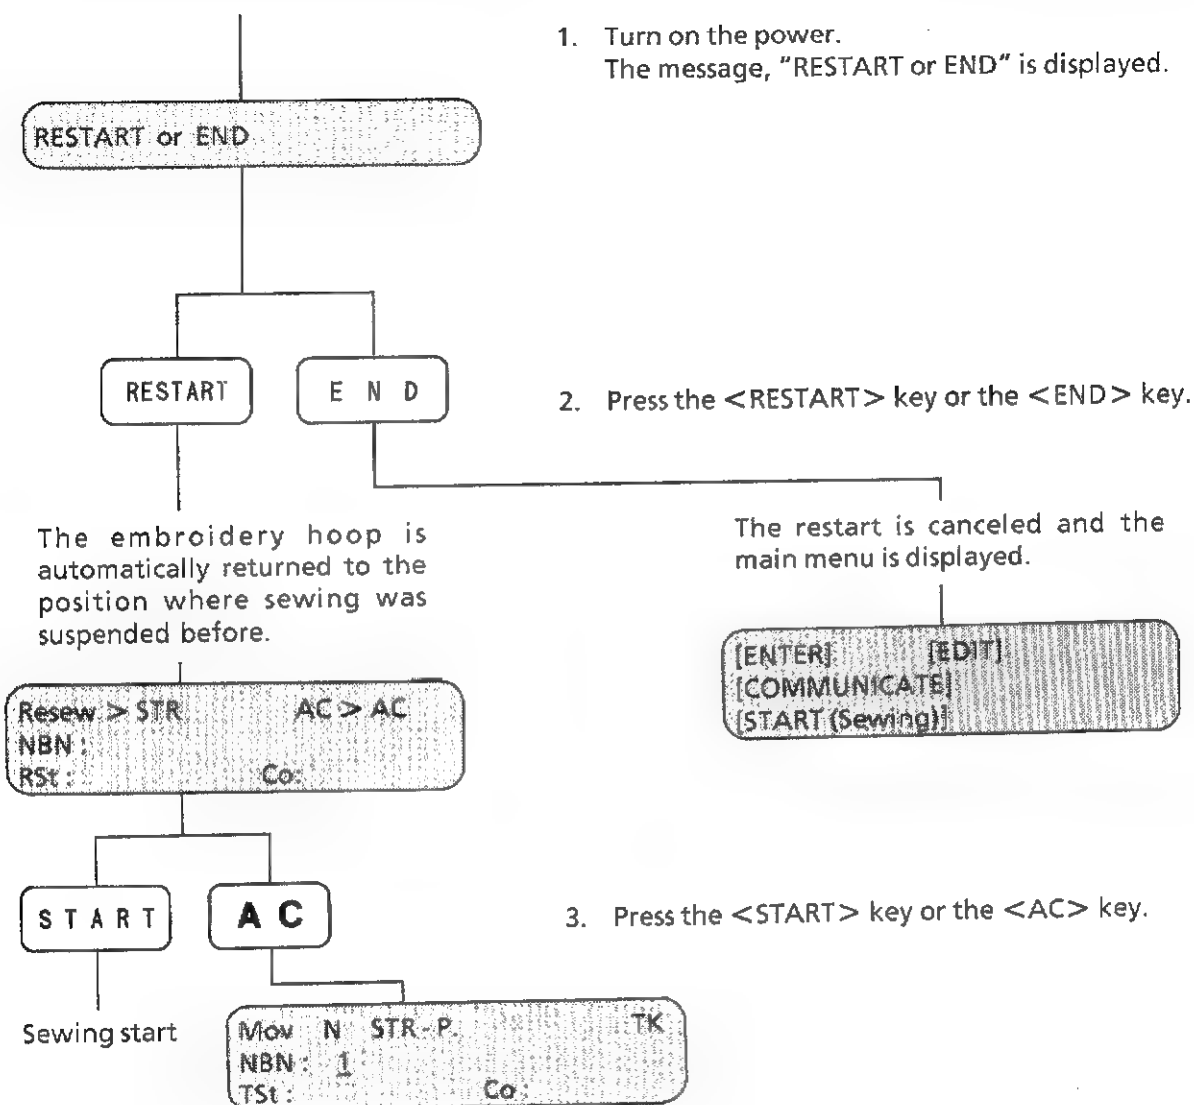 1. Turn on the power.
The message, "RESTART or END" is displayed.
RESTART or END
RESTART
E N D
2. Press the <RESTART> key or the <END> key.
The embroidery hoop is
automatically returned to the
position where sewing was
suspended before.
The restart is canceled and the
main menu is displayed.
[ENTER] [EDIT]
[COMMUNICATE]
[START (Sewing)]
Resew > STR AC > AC
NBN :
RSt : Co:
S T A R T
A C
3. Press the <START> key or the <AC> key.
Sewing start
Mov N STR - P. TK
NBN : 1
TSt : Co :